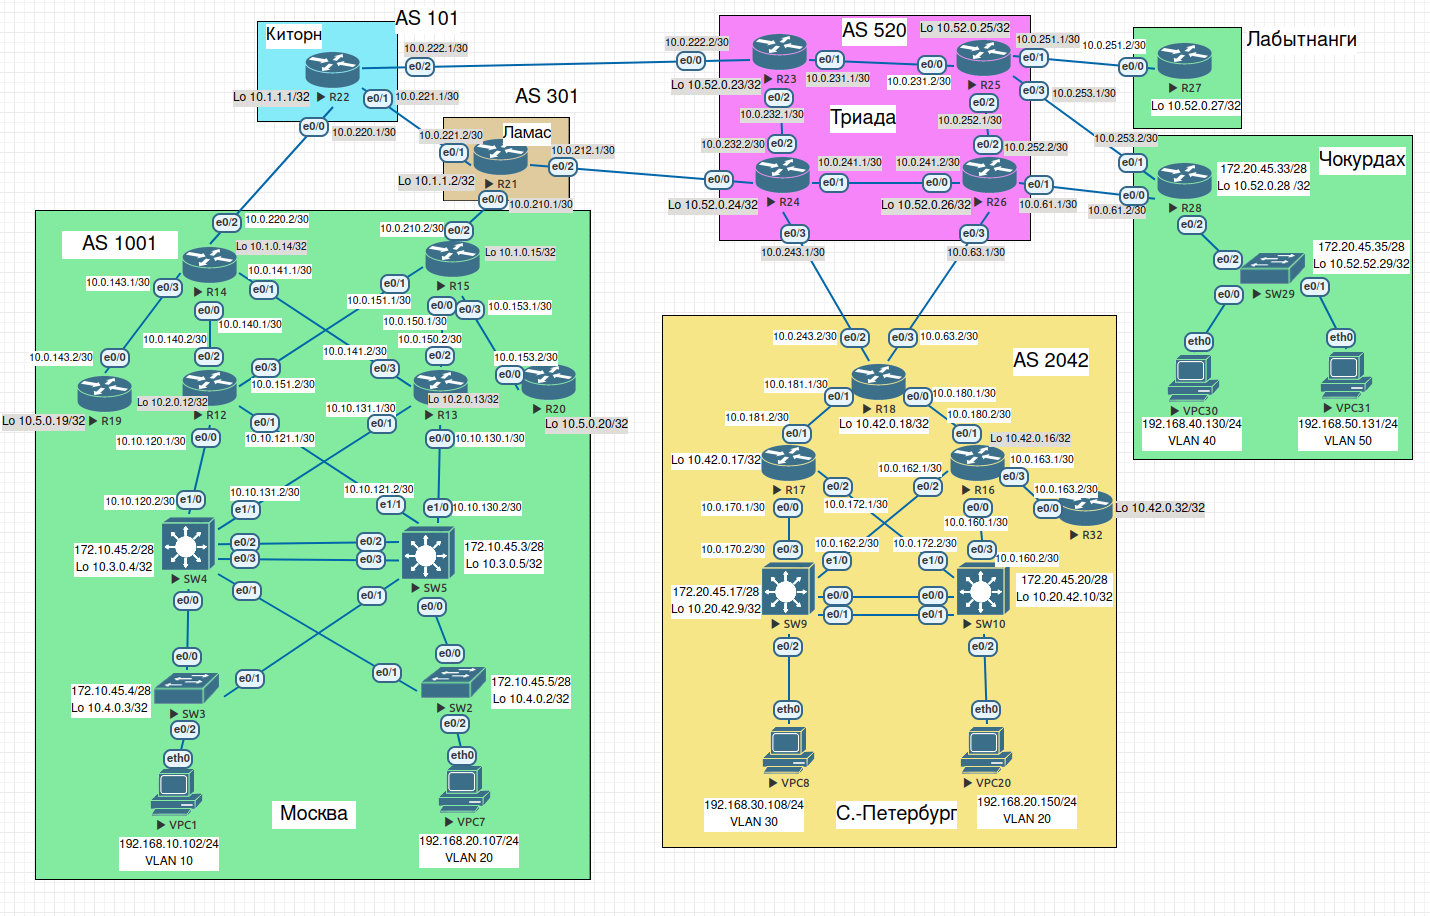 AS 101
Киторн
10.0.222.1/30
e0/2
R22
Lo 10.1.1.1/32
e0/1
10.0.221.1/30
e0/0
10.0.220.1/30
AS 301
Ламас
10.0.221.2/30
e0/1
10.0.212.1/30
e0/2
R21
Lo 10.1.1.2/32
e0/0
10.0.210.1/30
AS 520
Lo 10.52.0.25/32
10.0.222.2/30
e0/0
e0/1
10.0.231.1/30
R23
Lo 10.52.0.23/32
e0/2
10.0.232.1/30
e0/0
10.0.231.2/30
R25
10.0.251.1/30
e0/1
e0/3
10.0.253.1/30
e0/2
10.0.252.1/30
Триада
10.0.232.2/30
e0/2
e0/0
10.0.241.1/30
e0/1
R24
Lo 10.52.0.24/32
e0/3
10.0.243.1/30
e0/2
10.0.252.2/30
10.0.241.2/30
e0/0
e0/1
R26
Lo 10.52.0.26/32
10.0.61.1/30
e0/3
10.0.63.1/30
Лабытнанги
10.0.251.2/30
e0/0
R27
Lo 10.52.0.27/32
Чокурдах
10.0.253.2/30
e0/1
172.20.45.33/28
Lo 10.52.0.28 /32
e0/0
10.0.61.2/30
R28
e0/2
172.20.45.35/28
Lo 10.52.52.29/32
e0/2
SW29
e0/0
e0/1
eth0
eth0
VPC30
VPC31
192.168.40.130/24
VLAN 40
192.168.50.131/24
VLAN 50
AS 1001
e0/2
10.0.220.2/30
Lo 10.1.0.14/32
10.0.143.1/30
e0/3
R14
10.0.141.1/30
e0/1
e0/0
10.0.140.1/30
10.0.210.2/30
e0/2
Lo 10.1.0.15/32
R15
e0/1
10.0.151.1/30
e0/0
10.0.150.1/30
e0/3
10.0.153.1/30
10.0.143.2/30
e0/0
Lo 10.5.0.19/32
R19
10.0.140.2/30
e0/2
e0/3
10.0.151.2/30
Lo 10.2.0.12/32
R12
10.10.120.1/30
e0/0
e0/1
10.10.121.1/30
10.0.141.2/30
e0/3
10.0.150.2/30
e0/2
Lo 10.2.0.13/32
R13
10.10.131.1/30
e0/1
e0/0
10.10.130.1/30
10.0.153.2/30
e0/0
R20
Lo 10.5.0.20/32
10.10.120.2/30
e1/0
10.10.131.2/30
e1/1
10.10.121.2/30
e1/1
e1/0
10.10.130.2/30
172.10.45.2/28
Lo 10.3.0.4/32
SW4
e0/2
e0/3
e0/2
e0/3
172.10.45.3/28
Lo 10.3.0.5/32
SW5
e0/0
e0/1
e0/1
e0/0
e0/0
e0/1
e0/1
e0/0
172.10.45.4/28
Lo 10.4.0.3/32
SW3
e0/2
172.10.45.5/28
Lo 10.4.0.2/32
SW2
e0/2
eth0
VPC1
192.168.10.102/24
VLAN 10
eth0
VPC7
192.168.20.107/24
VLAN 20
Москва
AS 2042
10.0.243.2/30
e0/2
e0/3
10.0.63.2/30
10.0.181.1/30
e0/1
e0/0
10.0.180.1/30
R18
Lo 10.42.0.18/32
10.0.181.2/30
e0/1
Lo 10.42.0.17/32
R17
e0/2
10.0.172.1/30
10.0.170.1/30
e0/0
10.0.180.2/30
e0/1
Lo 10.42.0.16/32
10.0.163.1/30
e0/3
10.0.162.1/30
e0/2
R16
e0/0
10.0.160.1/30
10.0.163.2/30
e0/0
Lo 10.42.0.32/32
R32
10.0.170.2/30
e0/3
10.0.162.2/30
e1/0
10.0.172.2/30
e1/0
e0/3
10.0.160.2/30
172.20.45.17/28
Lo 10.20.42.9/32
SW9
e0/0
e0/1
e0/0
e0/1
172.20.45.20/28
Lo 10.20.42.10/32
SW10
e0/2
e0/2
eth0
eth0
VPC8
VPC20
192.168.30.108/24
VLAN 30
192.168.20.150/24
VLAN 20
С.-Петербург